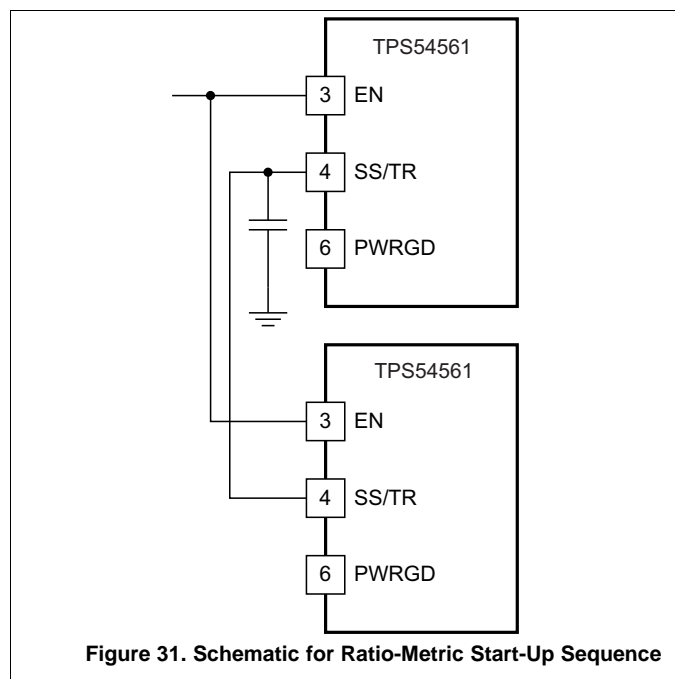 TPS54561
3 EN
4 SS/TR
6 PWRGD
TPS54561
3 EN
4 SS/TR
6 PWRGD
Figure 31. Schematic for Ratio-Metric Start-Up Sequence